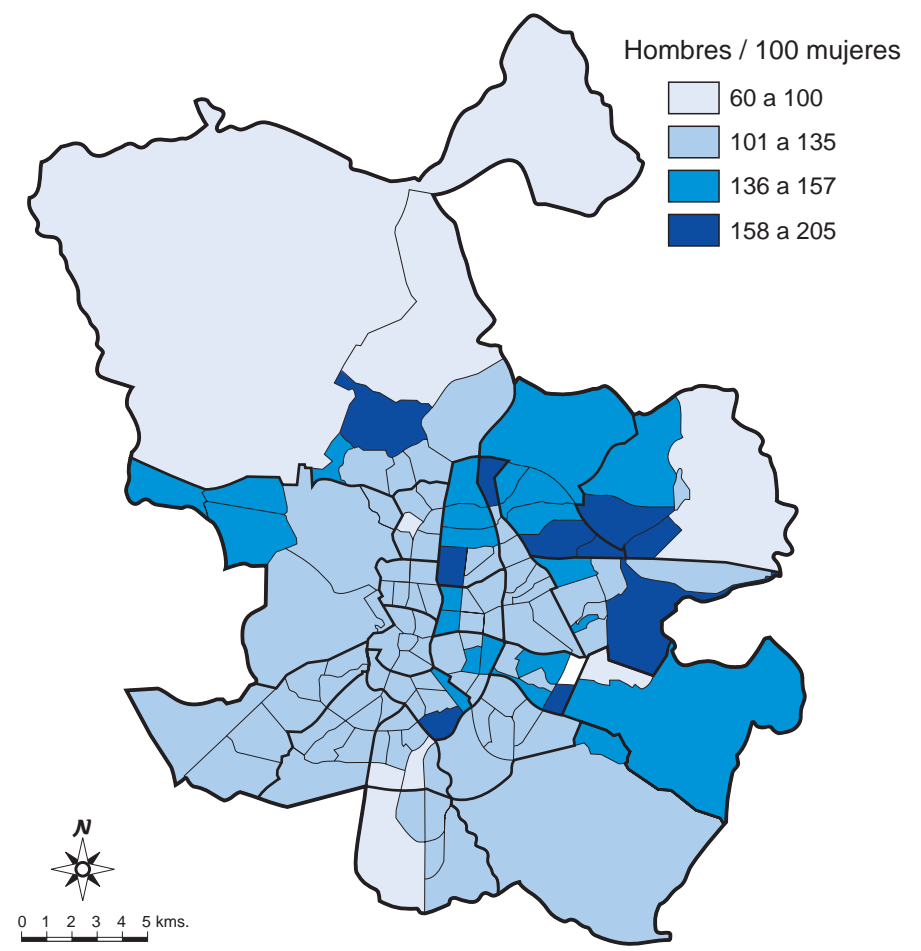 Hombres / 100 mujeres
60 a 100
101 a 135
136 a 157
158 a 205
N
0 1 2 3 4 5 kms.